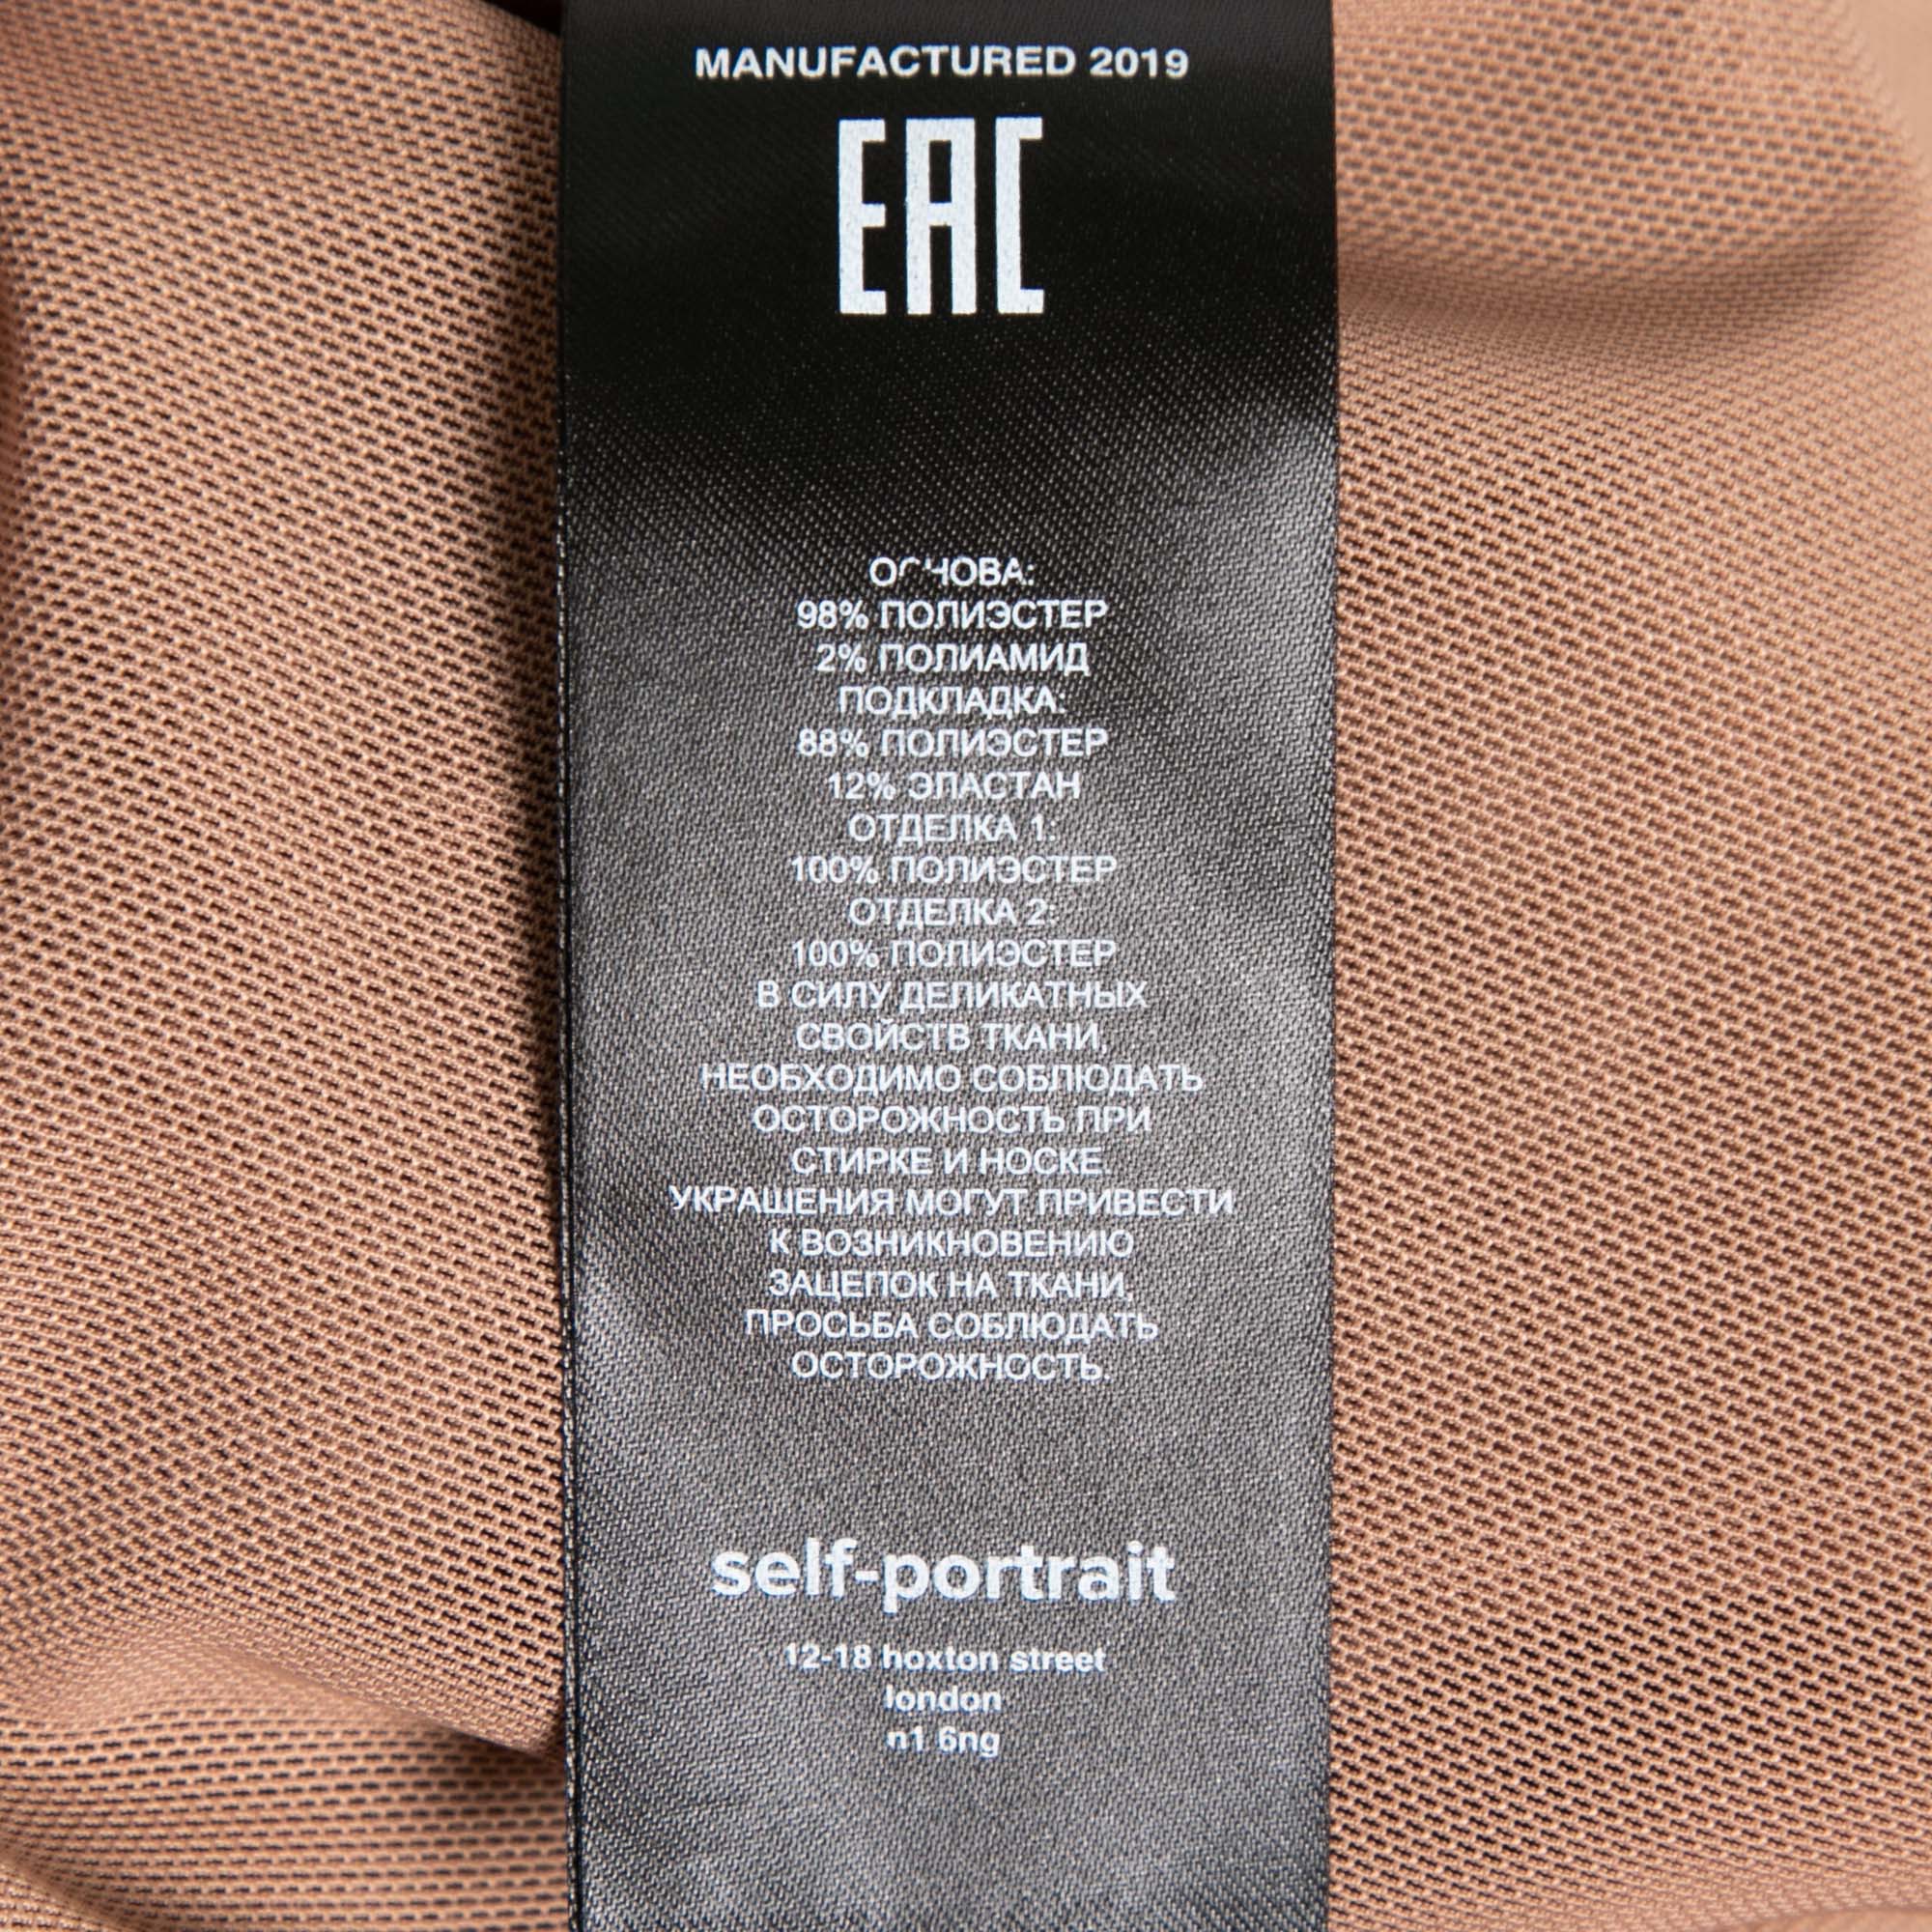 MANUFACTURED 2019
EAC
ОСНОВА:
98% ПОЛИЭСТЕР
2% ПОЛИАМИД
ПОДКЛАДКА:
88% ПОЛИЭСТЕР
12% ЭЛАСТАН
ОТДЕЛКА 1:
100% ПОЛИЭСТЕР
ОТДЕЛКА 2:
100% ПОЛИЭСТЕР
В СИЛУ ДЕЛИКАТНЫХ
СВОЙСТВ ТКАНИ,
НЕОБХОДИМО СОБЛЮДАТЬ
ОСТОРОЖНОСТЬ ПРИ
СТИРКЕ И НОСКЕ.
УКРАШЕНИЯ МОГУТ ПРИВЕСТИ
К ВОЗНИКНОВЕНИЮ
ЗАЦЕПОК НА ТКАНИ,
ПРОСЬБА СОБЛЮДАТЬ
ОСТОРОЖНОСТЬ.
self-portrait
12-18 hoxton street
london
n1 6ng